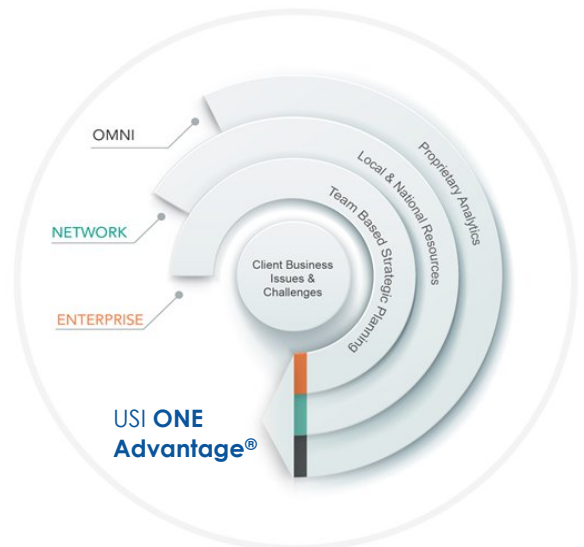 OMNI
NETWORK
ENTERPRISE
Proprietary Analytics
Local & National Resources
Team Based Strategic Planning
Client Business
Issues &
Challenges
USI ONE
Advantage®